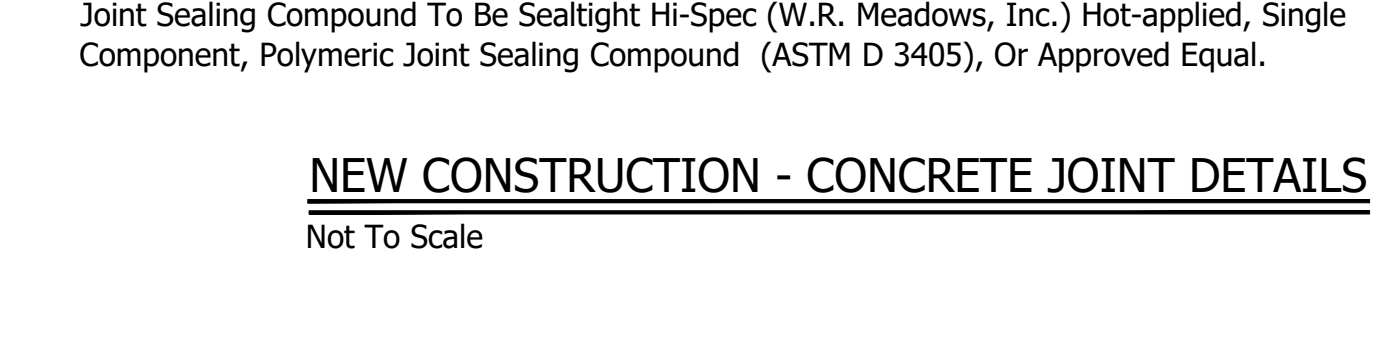 Joint Sealing Compound To Be Sealtight Hi-Spec (W.R. Meadows, Inc.) Hot-applied, Single
Component, Polymeric Joint Sealing Compound  (ASTM D 3405), Or Approved Equal.
NEW CONSTRUCTION - CONCRETE JOINT DETAILS
Not To Scale